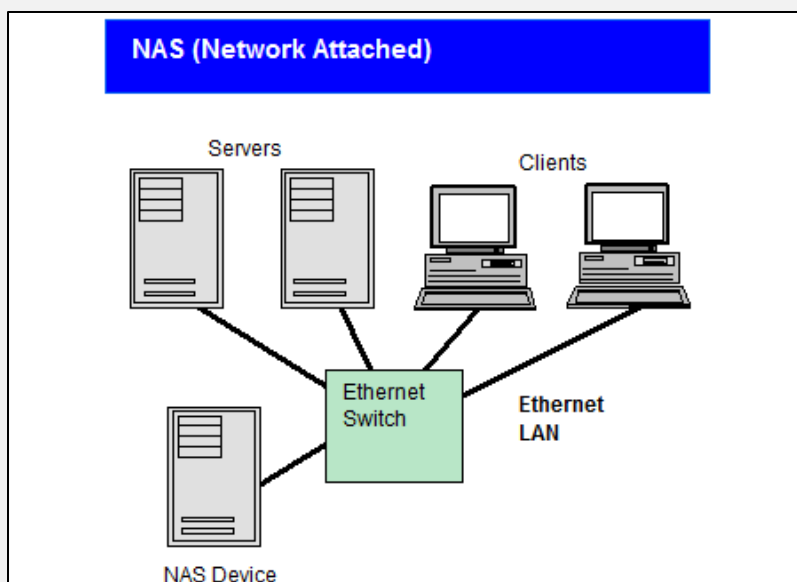 NAS (Network Attached)
Servers
Clients
Ethernet
Switch
Ethernet
LAN
NAS Device